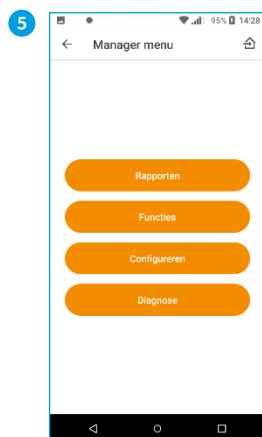 5
95% 14:28
Manager menu
Rapporten
Functies
Configureren
Diagnose